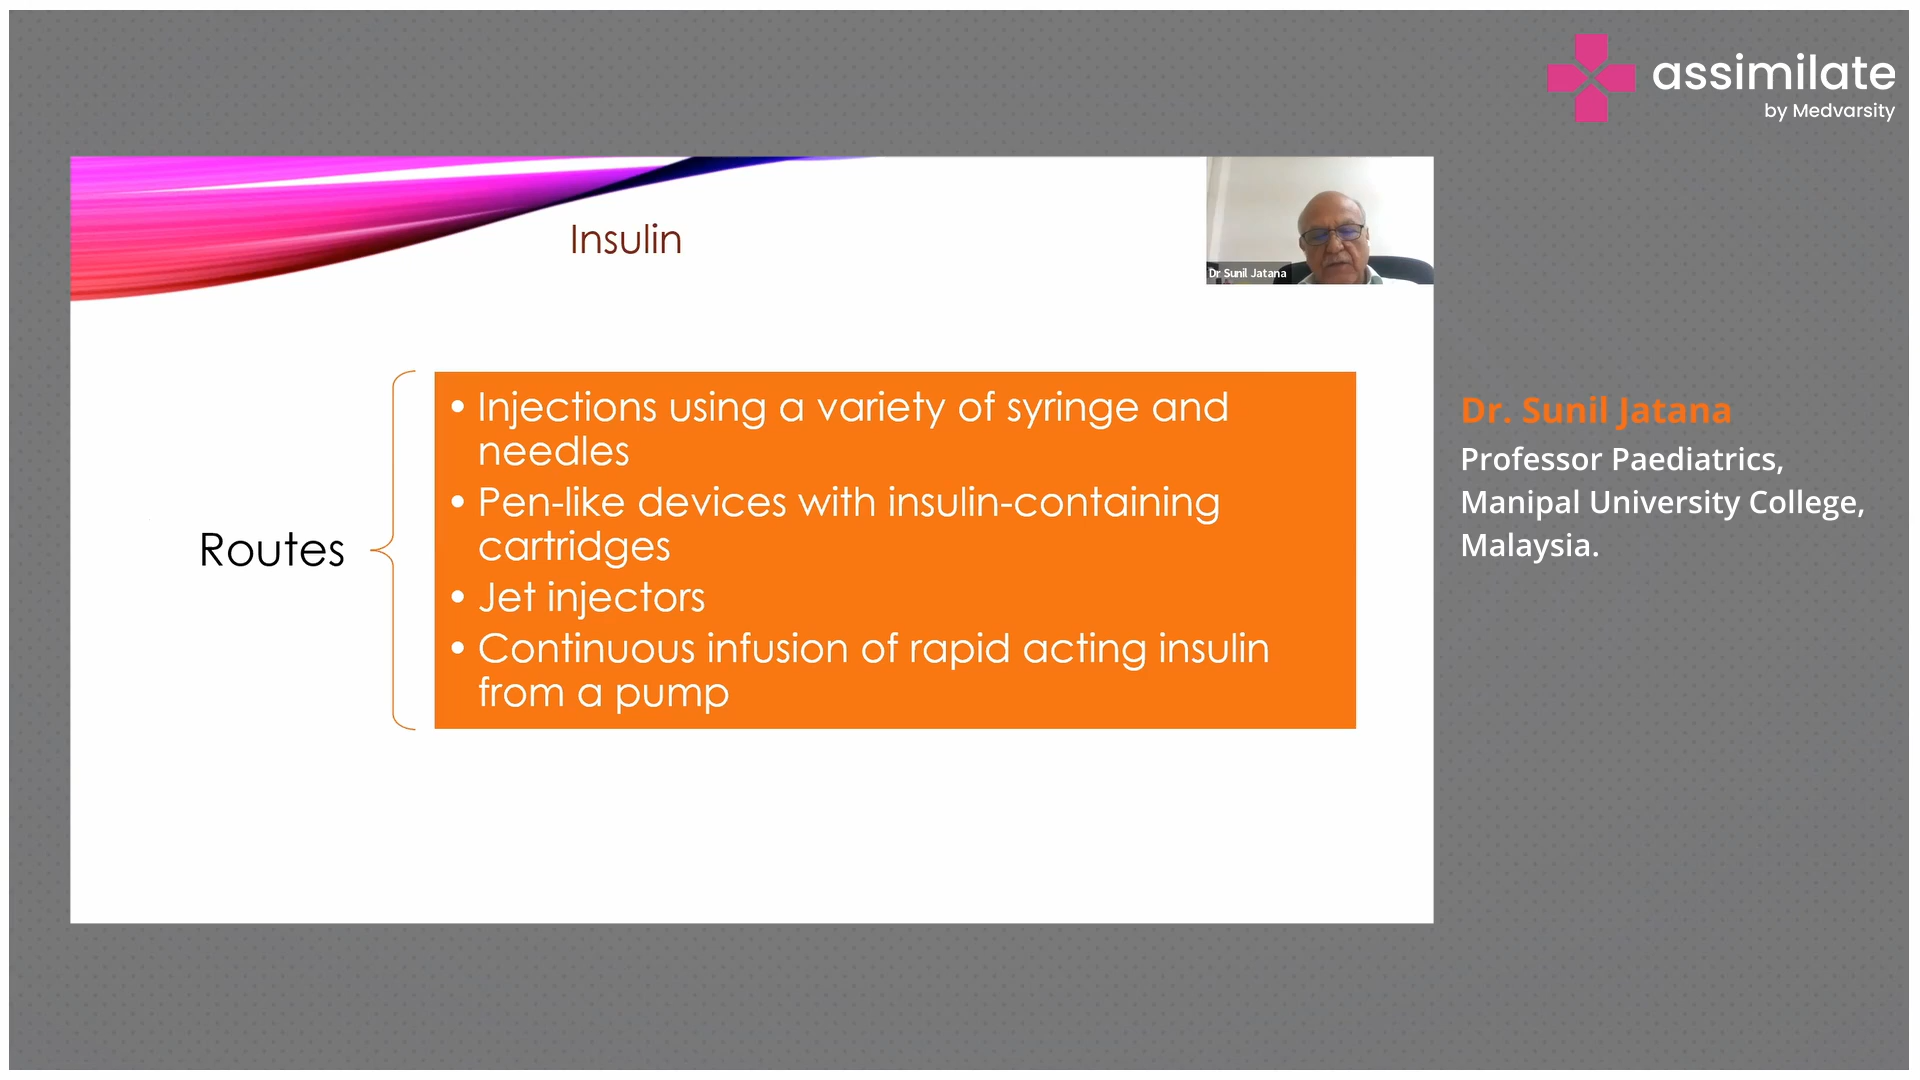 assimilate
by Medvarsity
Insulin
Dr Sunil Jatana
Routes
• Injections using a variety of syringe and
needles
• Pen-like devices with insulin-containing
cartridges
• Jet injectors
• Continuous infusion of rapid acting insulin
from a pump
Dr. Sunil Jatana
Professor Paediatrics,
Manipal University College,
Malaysia.